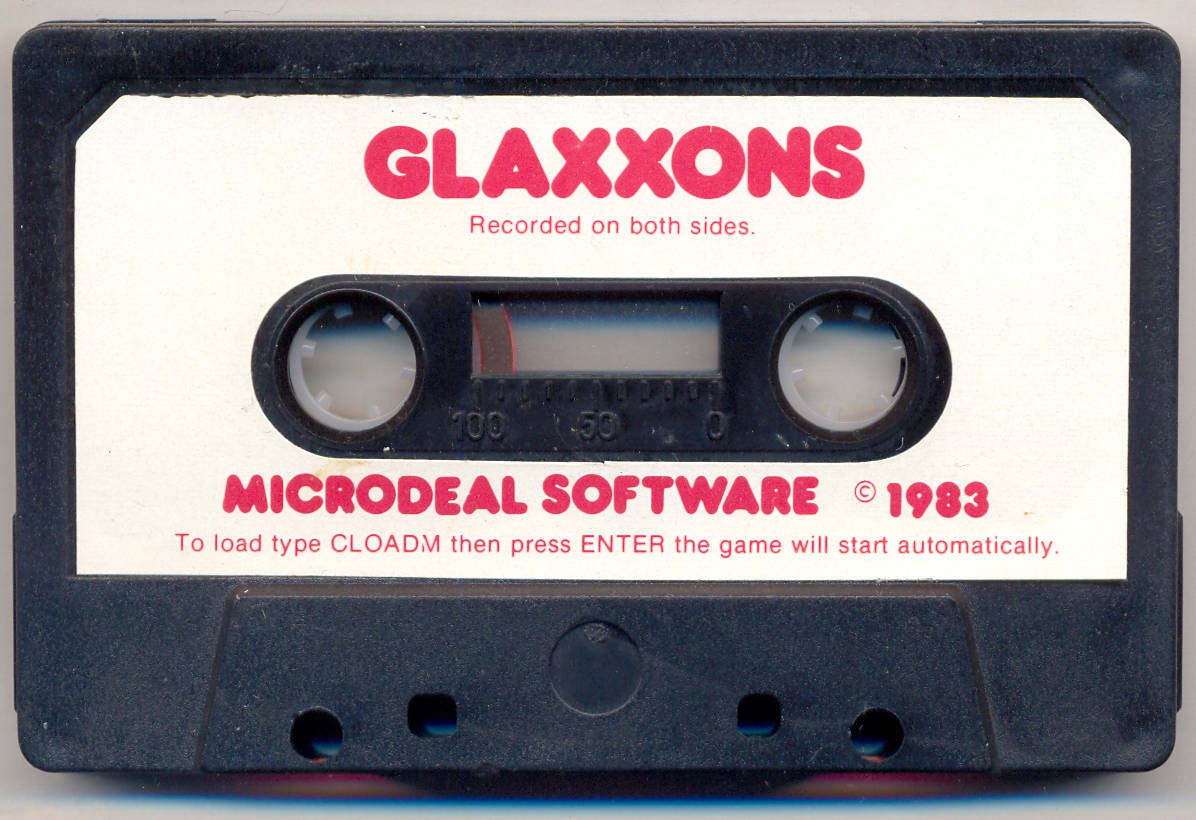 GLAXXONS
Recorded on both sides.
100 50 0
MICRODEAL SOFTWARE © 1983
To load type CLOADM then press ENTER the game will start automatically.